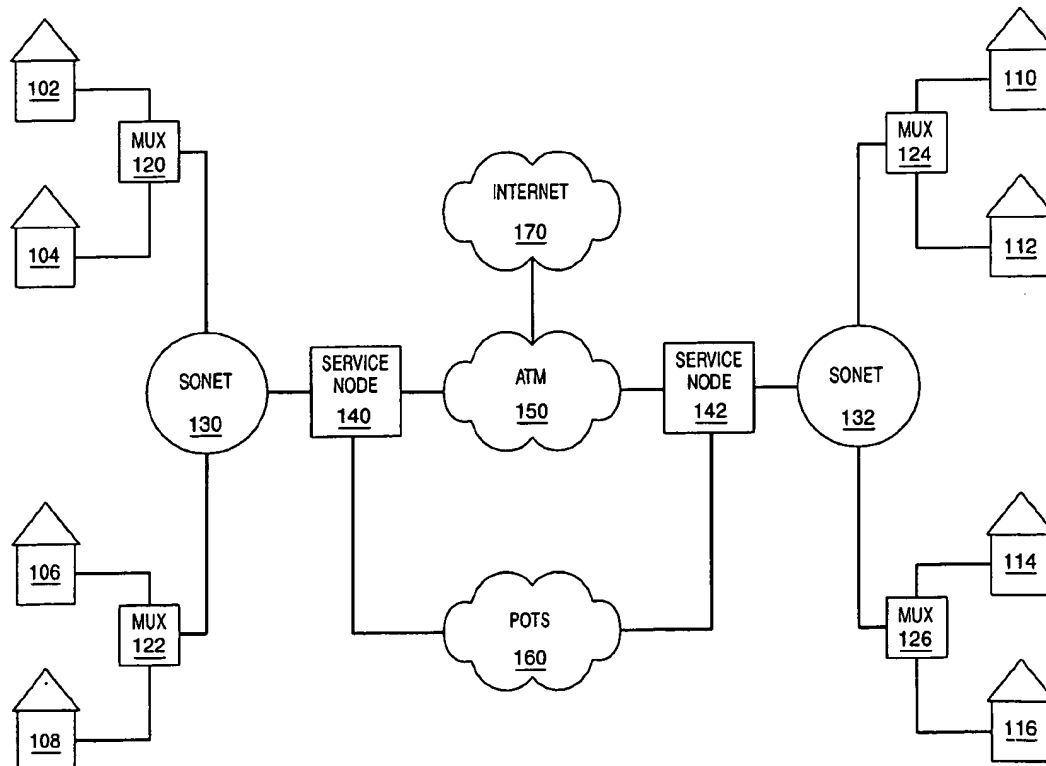 102
MUX
120
104
INTERNET
170
110
MUX
124
112
SONET
130
SERVICE
NODE
140
ATM
150
SERVICE
NODE
142
SONET
132
106
MUX
122
108
POTS
160
114
MUX
126
116